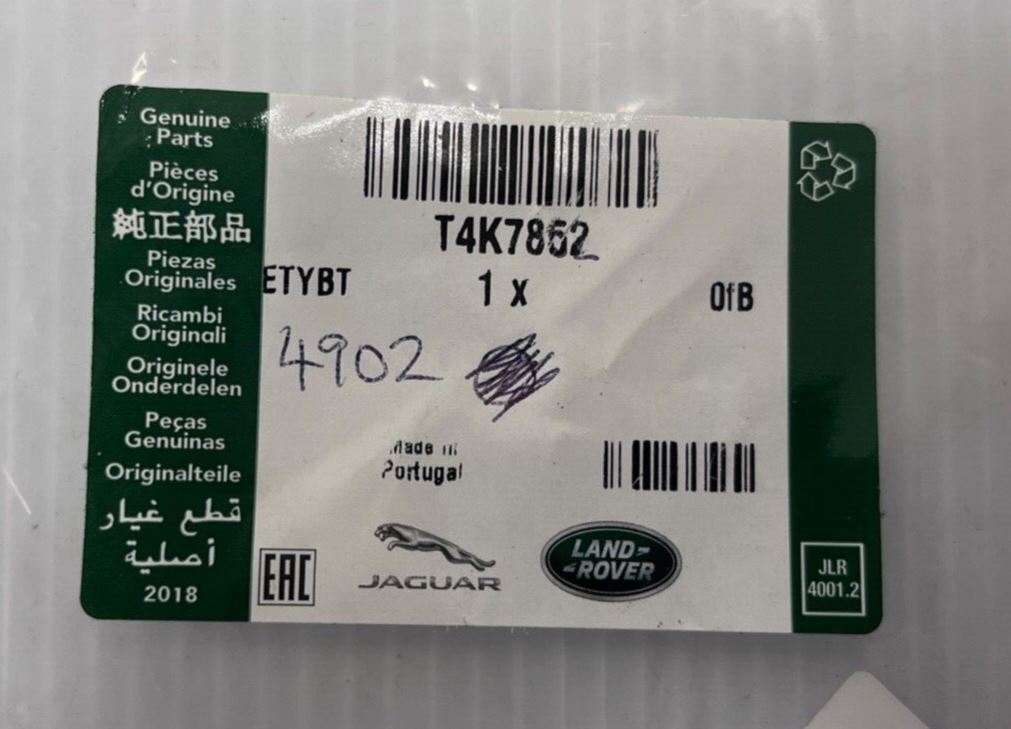 Genuine
Parts
Pièces
d'Origine
純正部品
Piezas
Originales
Ricambi
Originali
Originele
Onderdelen
Peças
Genuinas
Originalteile
قطع غيار
أصلية
2018
T4K7862
ETYBT
1 x
OfB
4902
Made in
Portugal
EAC
JAGUAR
LAND-
-ROVER
JLR
4001.2